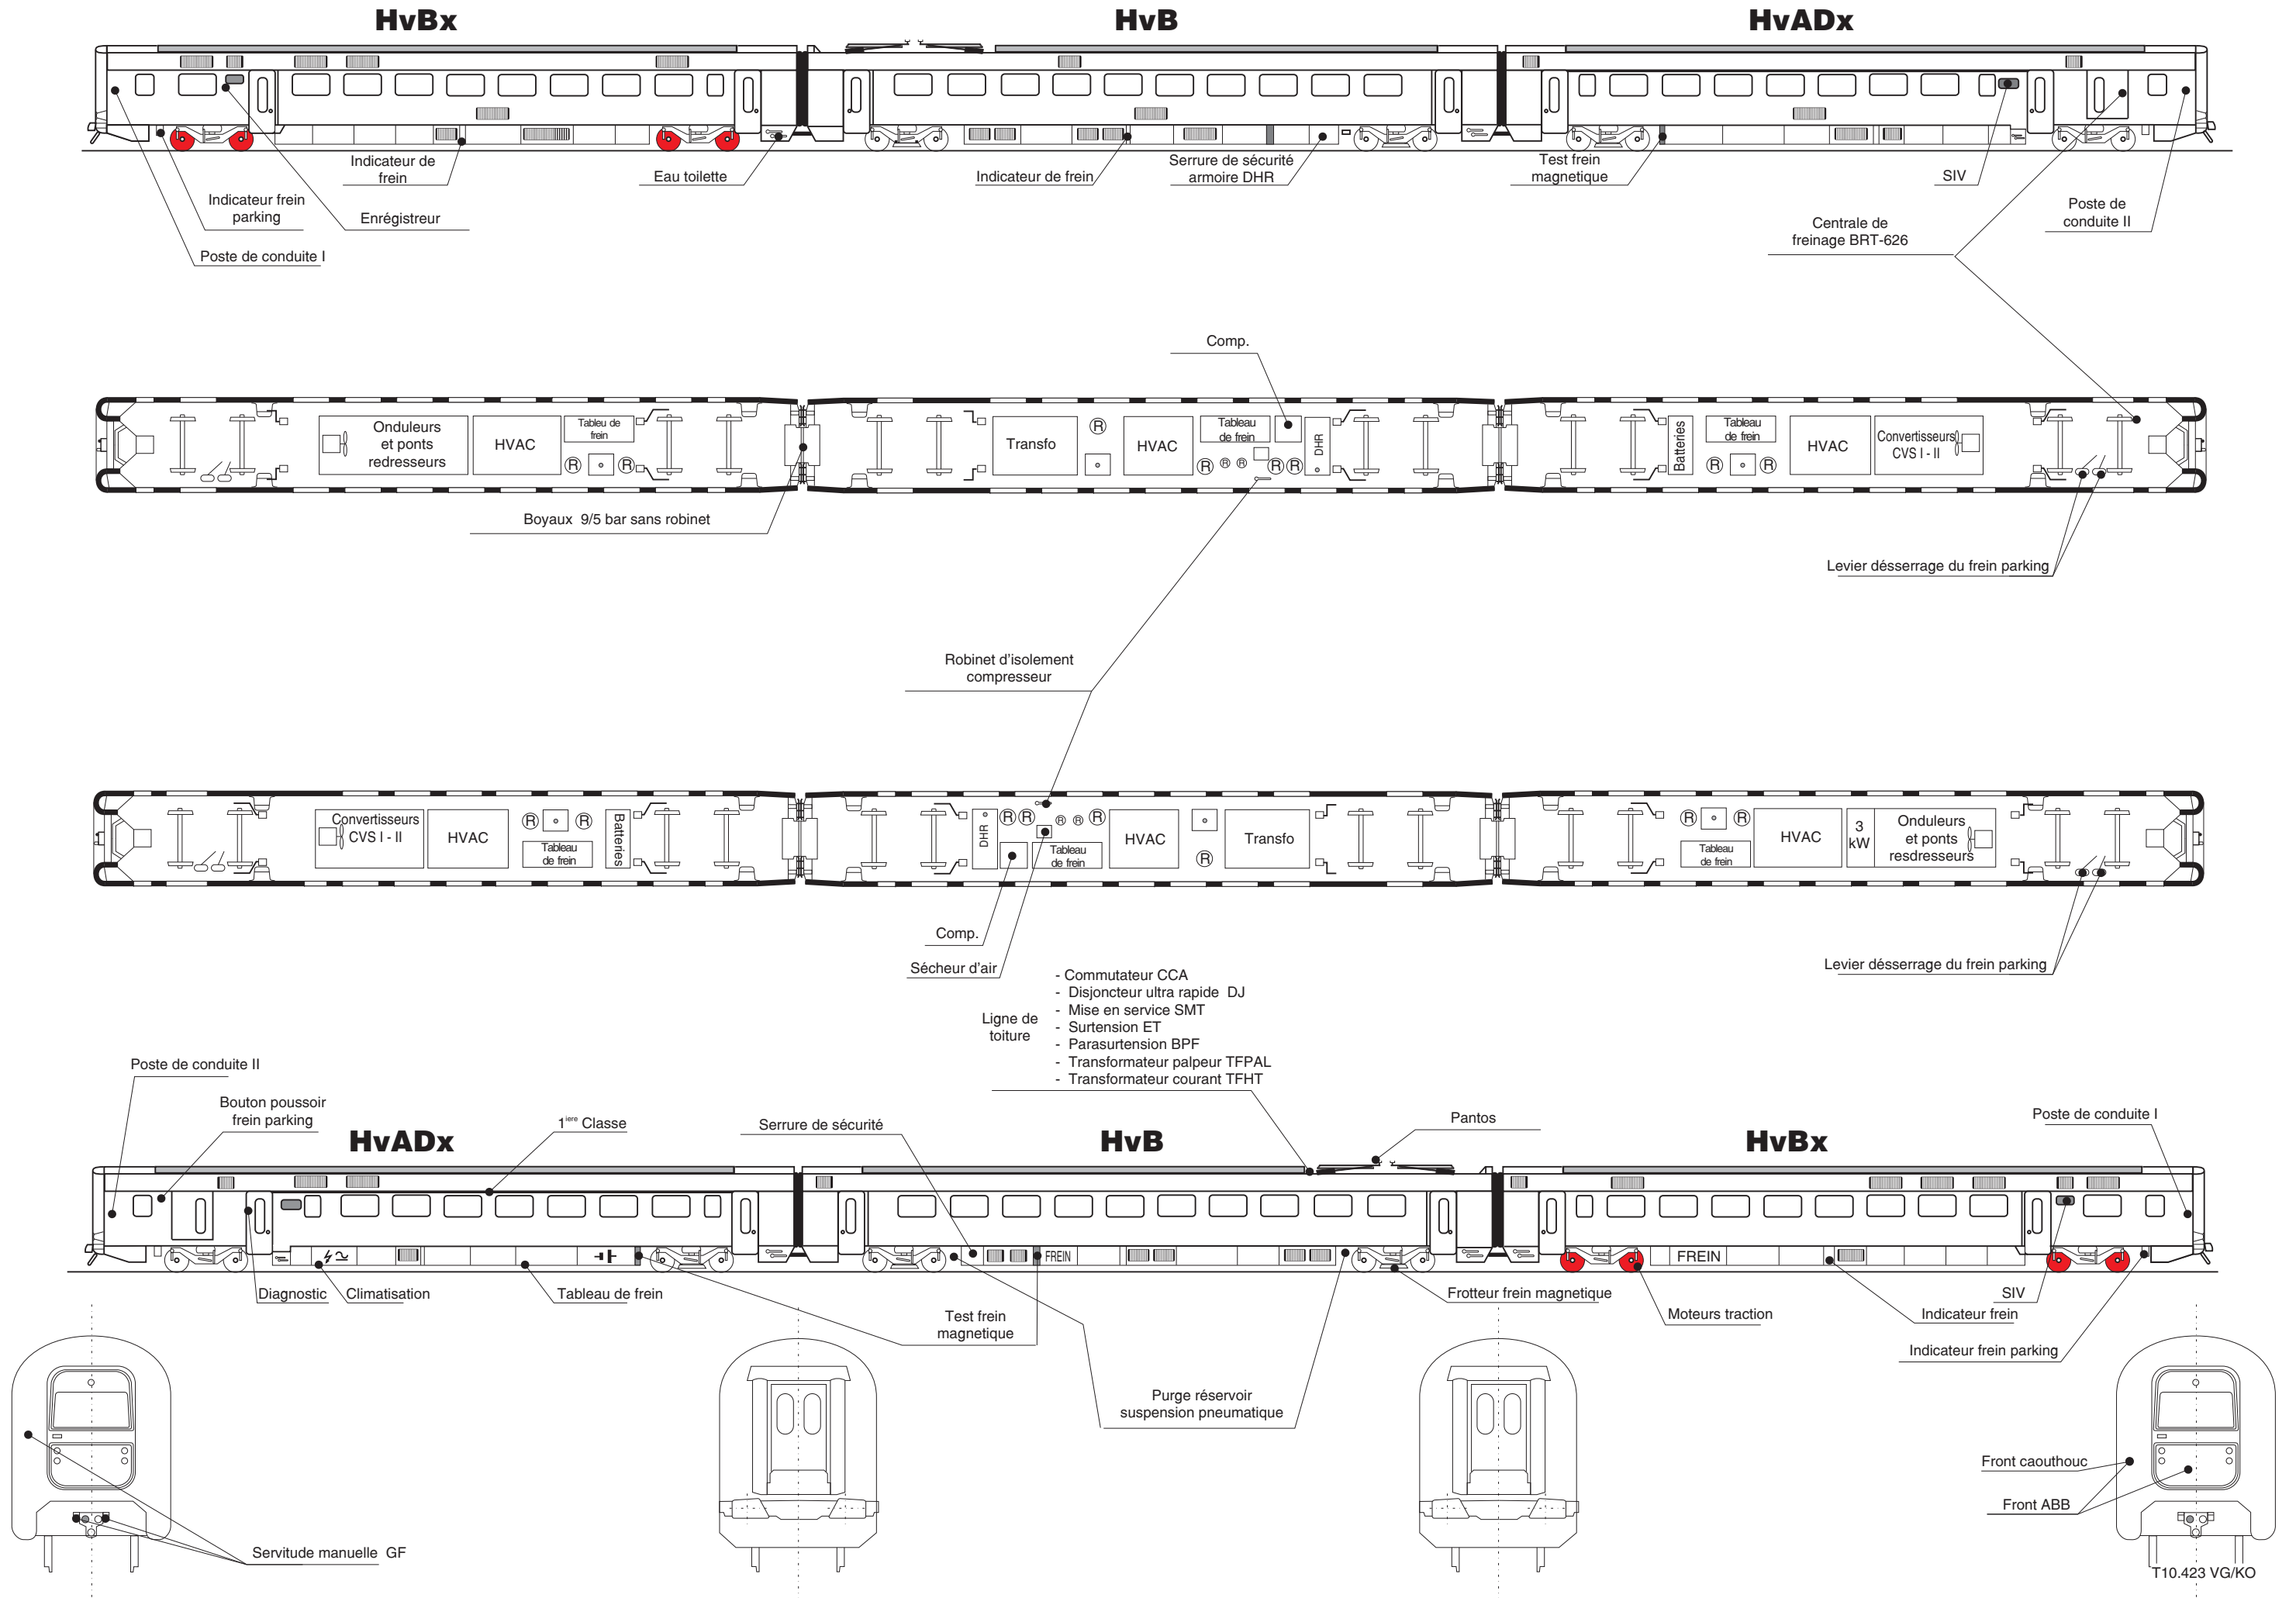 HvBx
HvB
HvADx
Indicateur de
frein
Eau toilette
Indicateur de frein
Serrure de sécurité
armoire DHR
Test frein
magnetique
SIV
Indicateur frein
parking
Enrégistreur
Poste de conduite I
Centrale de
freinage BRT-626
Poste de
conduite II
Comp.
Onduleurs
et ponts
redresseurs
HVAC
Tableu de
frein
R
R
Transfo
R
HVAC
Tableau
de frein
R
R
R
R
R
DHR
Batteries
Tableau
de frein
R
R
HVAC
Convertisseurs
CVS I - II
Boyaux 9/5 bar sans robinet
Levier désserrage du frein parking
Robinet d'isolement
compresseur
Convertisseurs
CVS I - II
HVAC
R
R
Tableau
de frein
Batteries
DHR
R
R
R
R
R
Tableau
de frein
HVAC
R
Transfo
R
R
Tableau
de frein
HVAC
3
kW
Onduleurs
et ponts
resdresseurs
Comp.
Sécheur d'air
Levier désserrage du frein parking
Ligne de
toiture
- Commutateur CCA
- Disjoncteur ultra rapide DJ
- Mise en service SMT
- Surtension ET
- Parasurtension BPF
- Transformateur palpeur TFPAL
- Transformateur courant TFHT
Poste de conduite II
Bouton poussoir
frein parking
1iere Classe
Serrure de sécurité
Pantos
Poste de conduite I
HvADx
HvB
HvBx
FREIN
FREIN
Diagnostic
Climatisation
Tableau de frein
Test frein
magnetique
Frotteur frein magnetique
Moteurs traction
SIV
Indicateur frein
Indicateur frein parking
Purge réservoir
suspension pneumatique
Front caouthouc
Front ABB
Servitude manuelle GF
T10.423 VG/KO